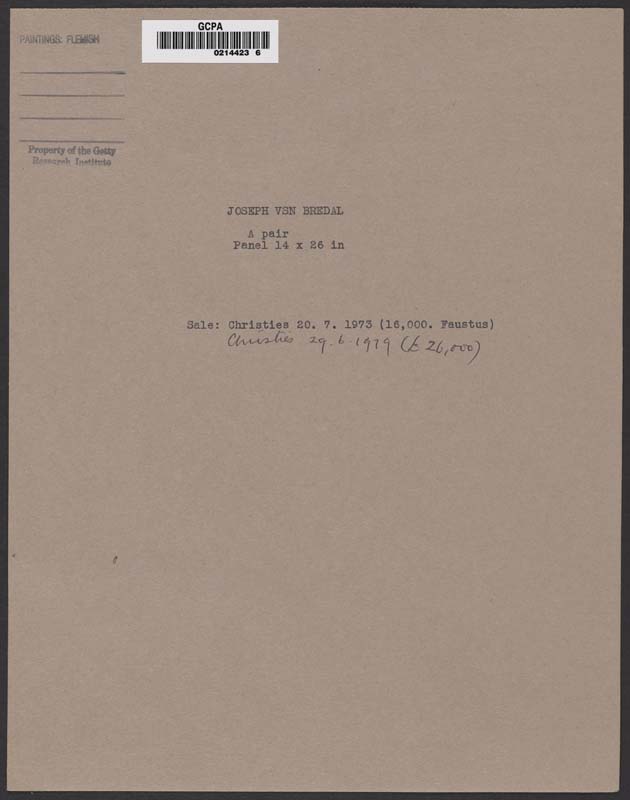 GCPA
0214423 6
PAINTINGS: FLEMISH
Property of the Getty
Research Institute
JOSEPH VSN BREDAL
A pair
Panel 14 x 26 in
Sale: Christies 20. 7. 1973 (16,000. Faustus)
Christies 29.6.1979 (£ 26,000)